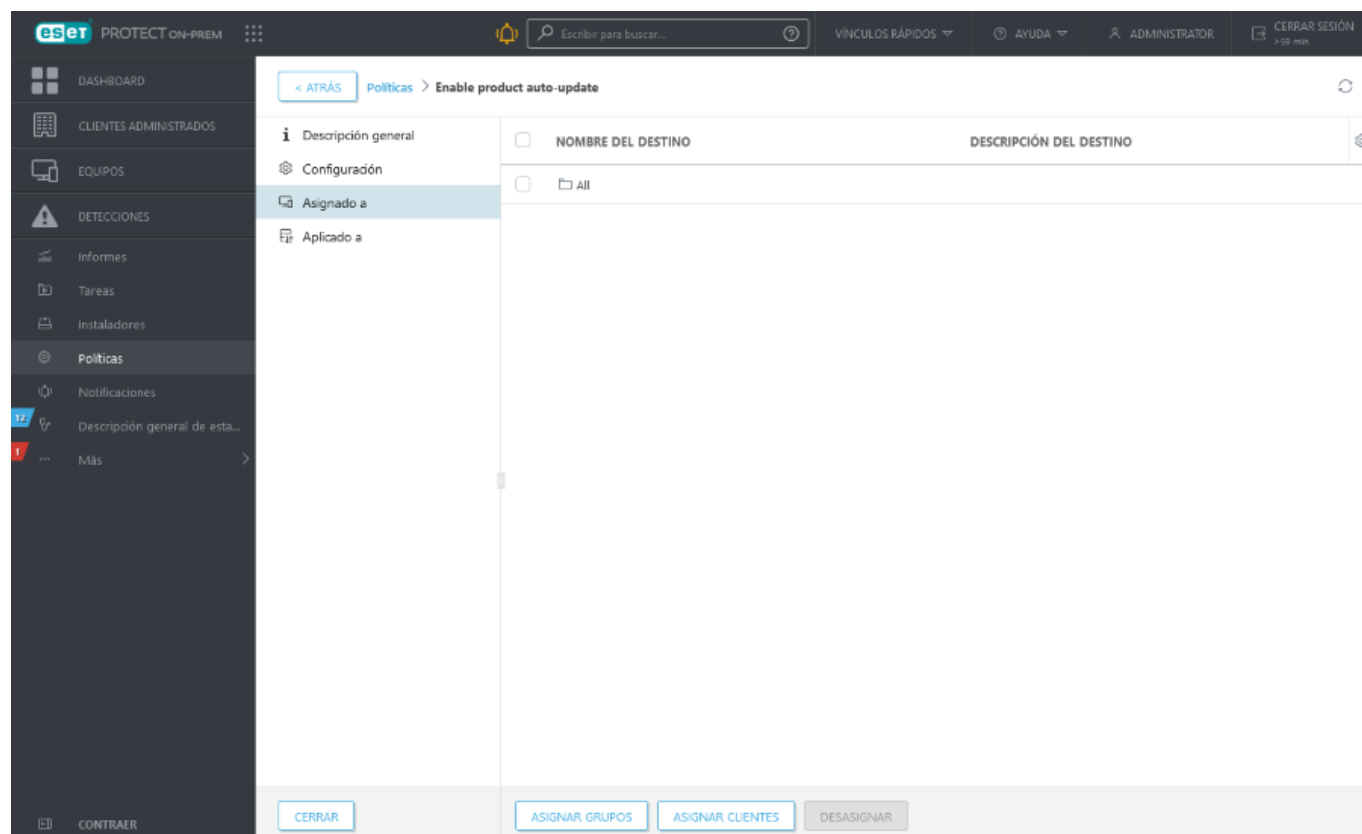 eset PROTECT ON-PREM
Escribir para buscar...
VÍNCULOS RÁPIDOS
AYUDA
ADMINISTRATOR
CERRAR SESIÓN
>59 min
DASHBOARD
CLIENTES ADMINISTRADOS
EQUIPOS
DETECCIONES
Informes
Tareas
Instaladores
Políticas
Notificaciones
12
Descripción general de esta...
1
Más
CONTRAER
< ATRÁS
Políticas > Enable product auto-update
Descripción general
Configuración
Asignado a
Aplicado a
NOMBRE DEL DESTINO
DESCRIPCIÓN DEL DESTINO
All
CERRAR
ASIGNAR GRUPOS
ASIGNAR CLIENTES
DESASIGNAR